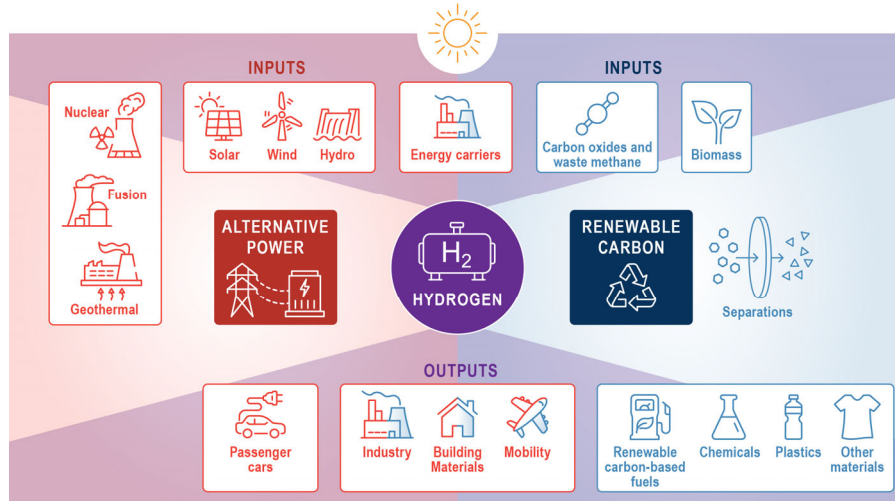 INPUTS
INPUTS
Nuclear
Fusion
Geothermal
Solar
Wind
Hydro
Energy carriers
Carbon oxides and
waste methane
Biomass
ALTERNATIVE
POWER
H2
HYDROGEN
RENEWABLE
CARBON
Separations
OUTPUTS
Passenger
cars
Industry
Building
Materials
Mobility
Renewable
carbon-based
fuels
Chemicals
Plastics
Other
materials